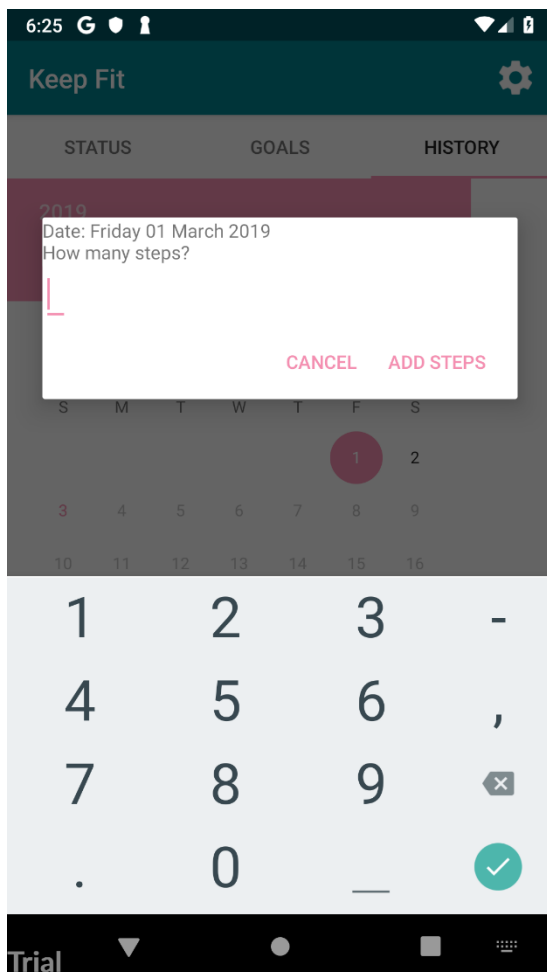 6:25 G
Keep Fit
STATUS GOALS HISTORY
2019
Date: Friday 01 March 2019
How many steps?
CANCEL ADD STEPS
S M T W T F S
1 2
3 4 5 6 7 8 9
10 11 12 13 14 15 16
1 2 3 -
4 5 6 ,
7 8 9
. 0 _
Trial